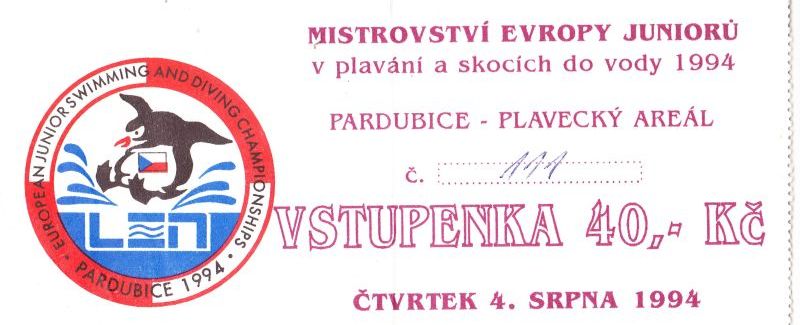 EUROPEAN JUNIOR SWIMMING AND DIVING CHAMPIONSHIPS · PARDUBICE 1994 ·
LEN
MISTROVSTVÍ EVROPY JUNIORŮ
v plavání a skocích do vody 1994
PARDUBICE - PLAVECKÝ AREÁL
č. 111
VSTUPENKA 40,- Kč
ČTVRTEK 4. SRPNA 1994